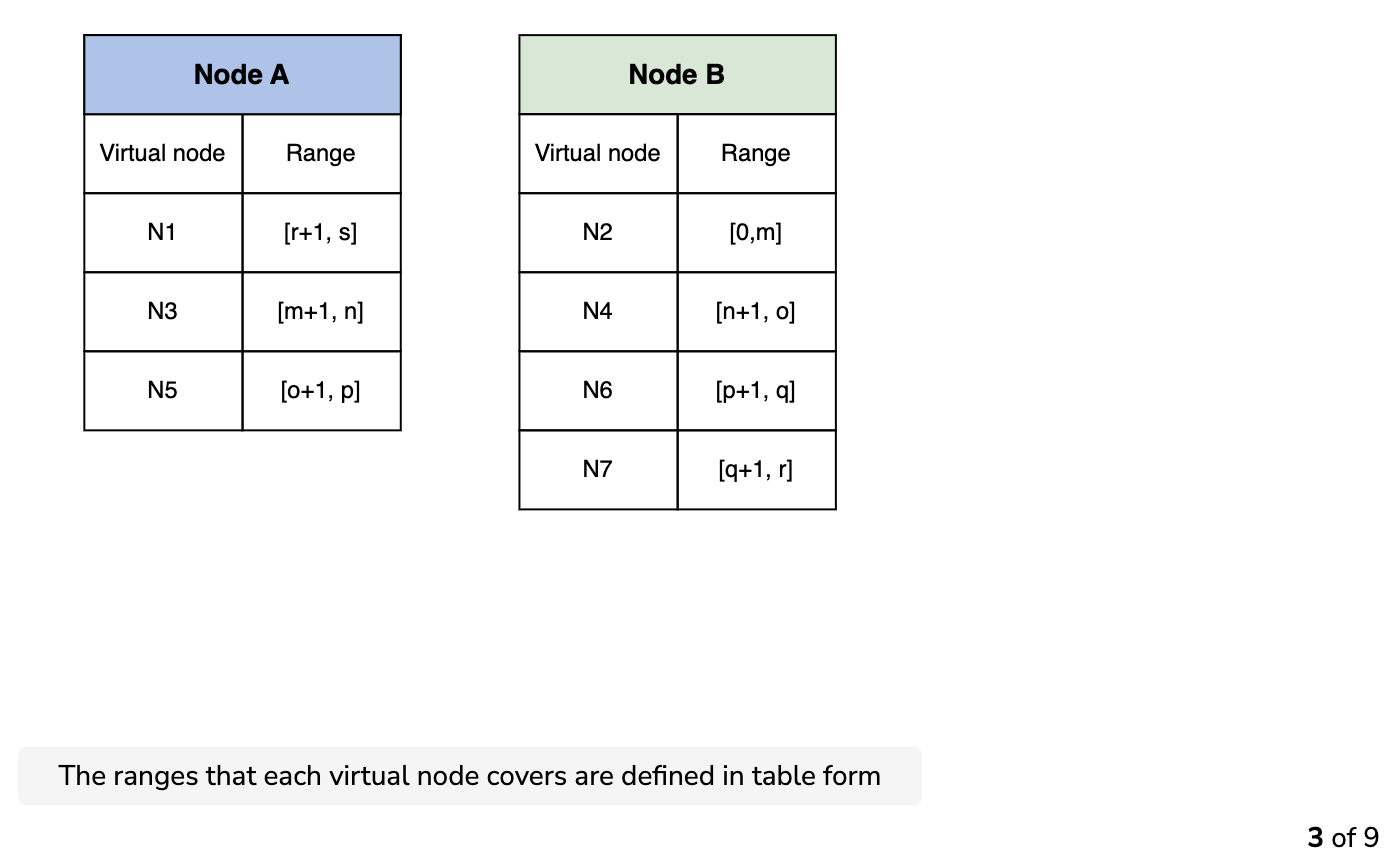 Node A
Virtual node Range
N1 [r+1, s]
N3 [m+1, n]
N5 [o+1, p]
Node B
Virtual node Range
N2 [0,m]
N4 [n+1, o]
N6 [p+1, q]
N7 [q+1, r]
The ranges that each virtual node covers are defined in table form
3 of 9